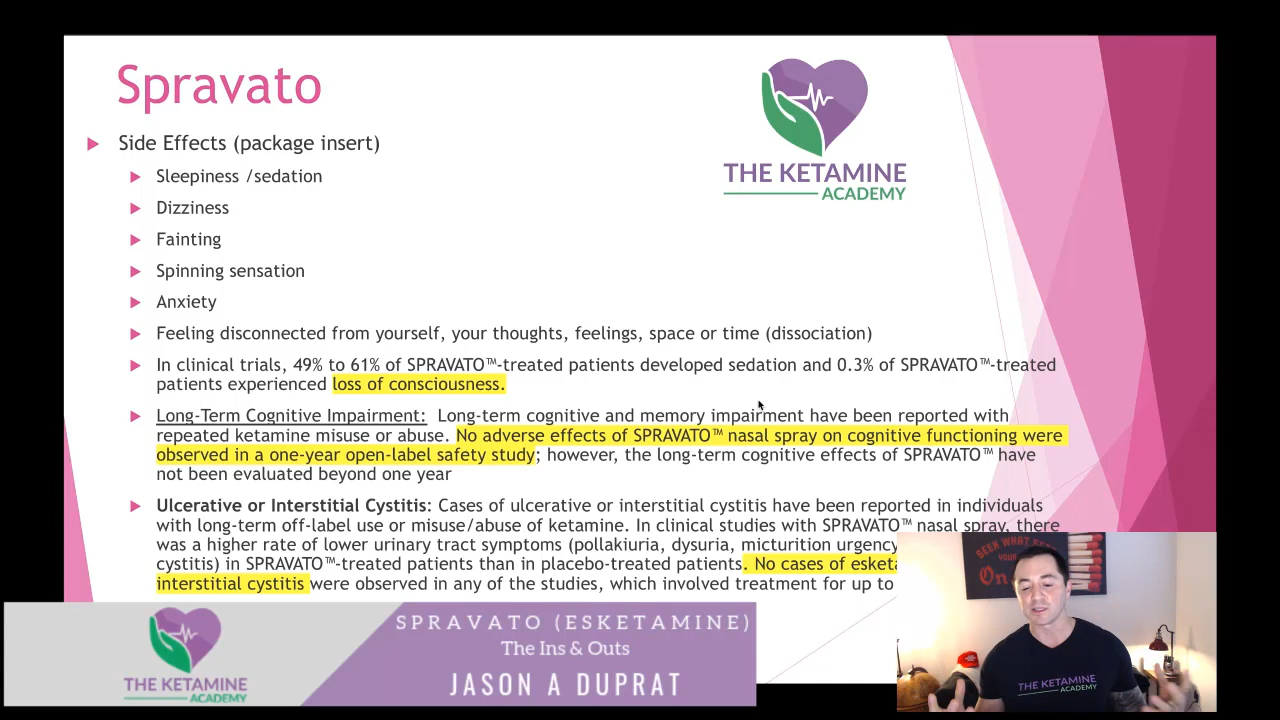 Spravato
Side Effects (package insert)
Sleepiness /sedation
Dizziness
Fainting
Spinning sensation
Anxiety
Feeling disconnected from yourself, your thoughts, feelings, space or time (dissociation)
In clinical trials, 49% to 61% of SPRAVATO™-treated patients developed sedation and 0.3% of SPRAVATO™-treated
patients experienced loss of consciousness.
Long-Term Cognitive Impairment: Long-term cognitive and memory impairment have been reported with
repeated ketamine misuse or abuse. No adverse effects of SPRAVATO™ nasal spray on cognitive functioning were
observed in a one-year open-label safety study; however, the long-term cognitive effects of SPRAVATO™ have
not been evaluated beyond one year
Ulcerative or Interstitial Cystitis: Cases of ulcerative or interstitial cystitis have been reported in individuals
with long-term off-label use or misuse/abuse of ketamine. In clinical studies with SPRAVATO™ nasal spray, there
was a higher rate of lower urinary tract symptoms (pollakiuria, dysuria, micturition urgency
cystitis) in SPRAVATO™-treated patients than in placebo-treated patients. No cases of esketa
interstitial cystitis were observed in any of the studies, which involved treatment for up to
THE KETAMINE
ACADEMY
SEEK WHAT SE
YOUR
On
THE KETAMINE
ACADEMY
THE KETAMINE
ACADEMY
SPRAVATO (ESKETAMINE)
The Ins & Outs
JASON A DUPRAT